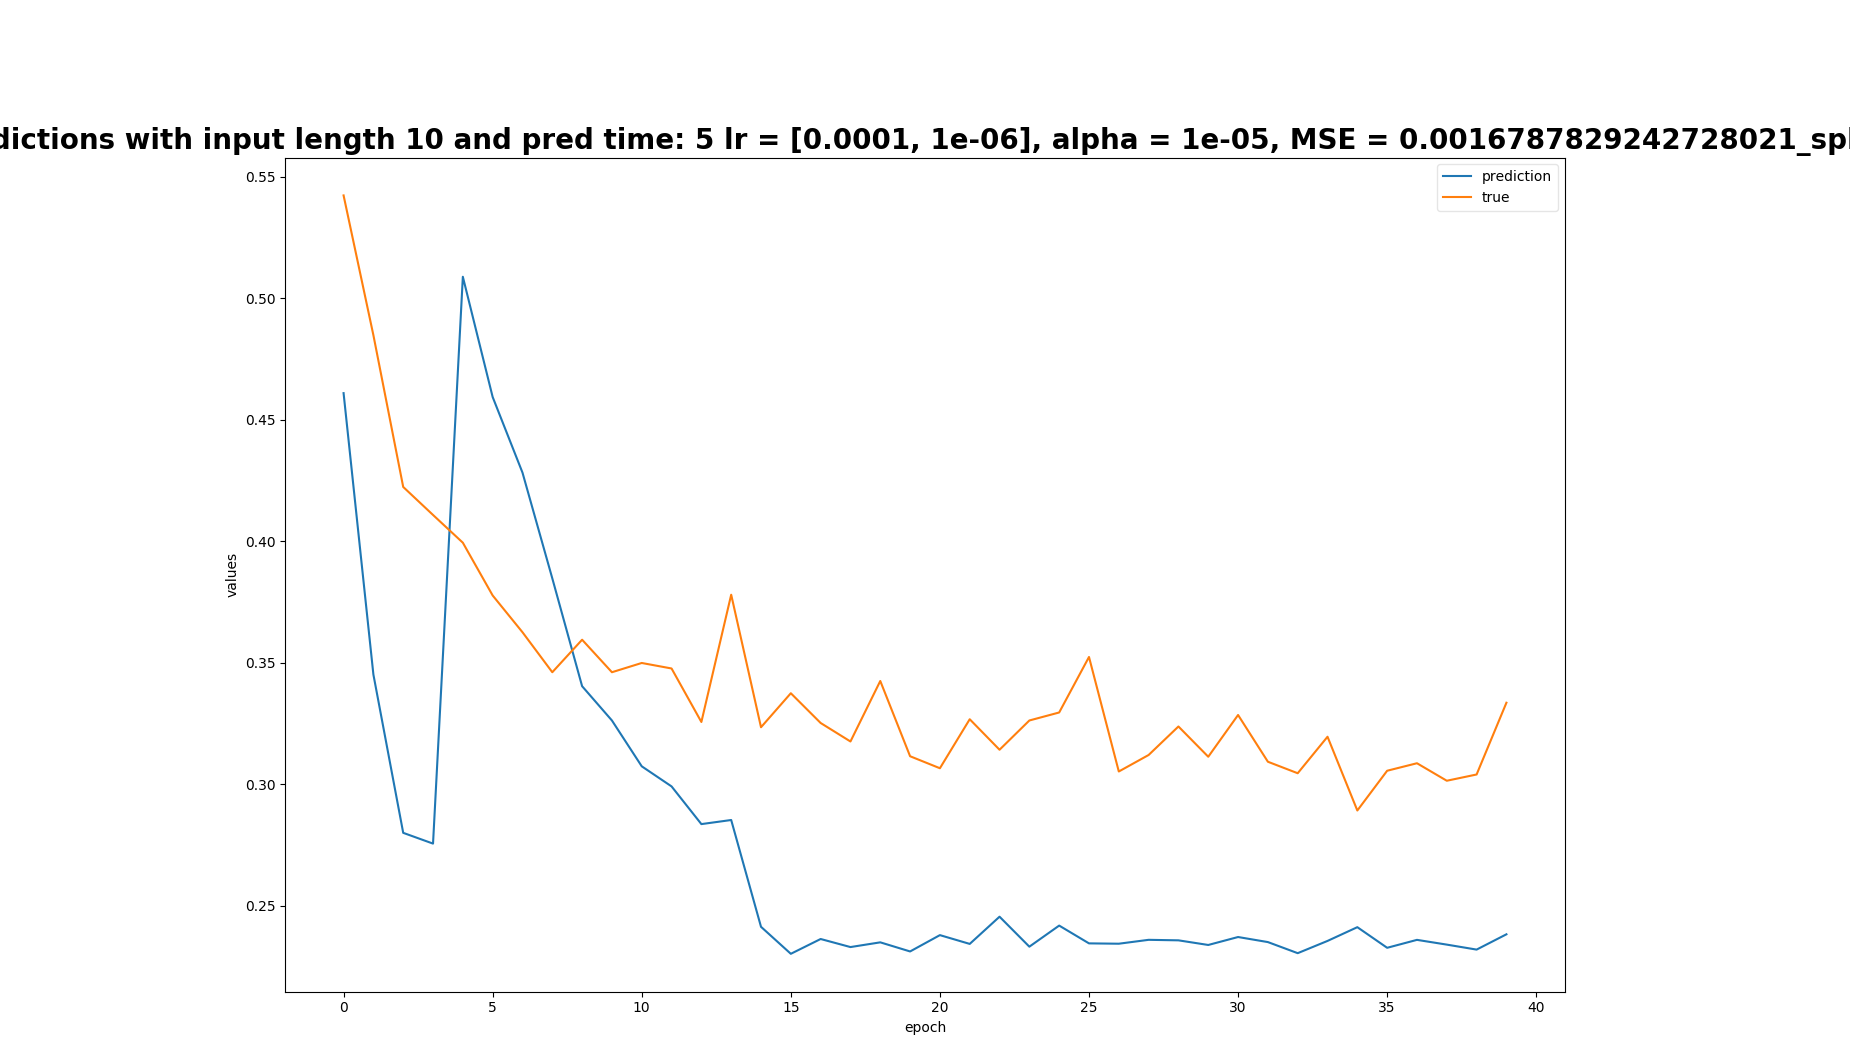 dictions with input length 10 and pred time: 5 lr = [0.0001, 1e-06], alpha = 1e-05, MSE = 0.0016787829242728021_spl
prediction
true
0.55
0.50
0.45
0.40
0.35
0.30
0.25
values
0 5 10 15 20 25 30 35 40
epoch